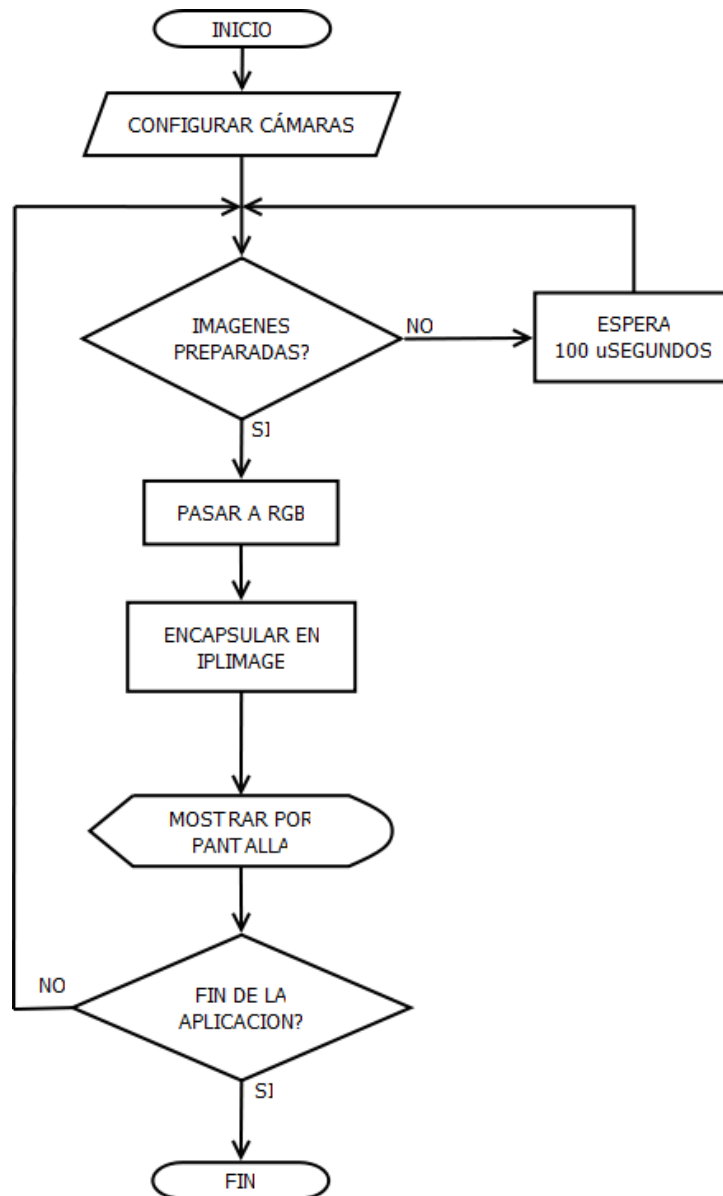 INICIO
CONFIGURAR CÁMARAS
IMAGENES
PREPARADAS?
NO
ESPERA
100 uSEGUNDOS
SI
PASAR A RGB
ENCAPSULAR EN
IPLIMAGE
MOSTRAR POR
PANTALLA
NO
FIN DE LA
APLICACION?
SI
FIN